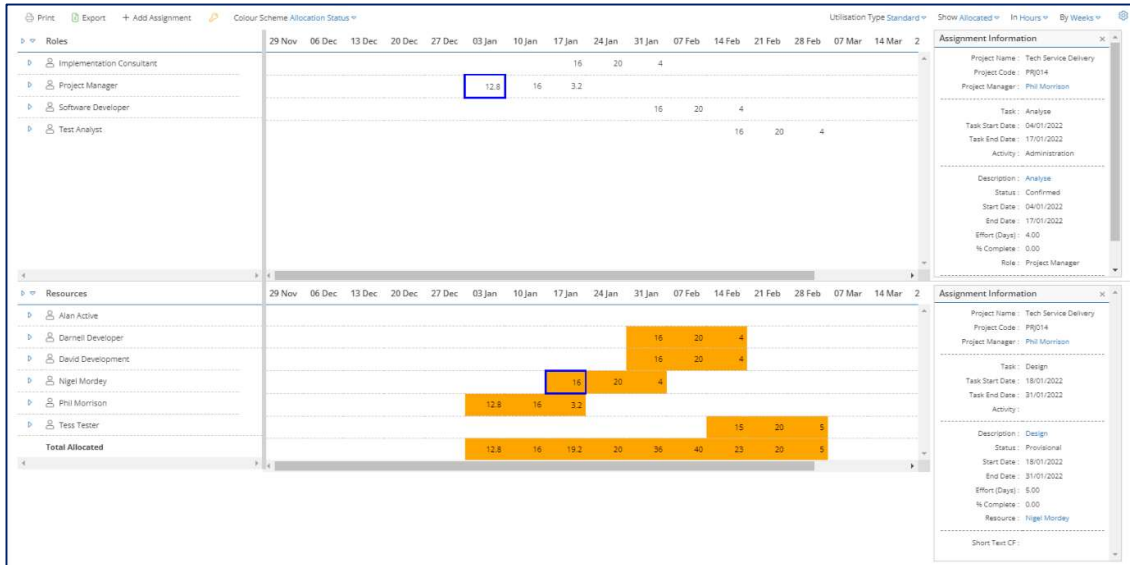 Print Export + Add Assignment Colour Scheme Allocation Status Utilisation Type Standard Show Allocated In Hours By Weeks
Roles 29 Nov 06 Dec 13 Dec 20 Dec 27 Dec 03 Jan 10 Jan 17 Jan 24 Jan 31 Jan 07 Feb 14 Feb 21 Feb 28 Feb 07 Mar 14 Mar 2
Implementation Consultant 16 20 4
Project Manager 12.8 16 3.2
Software Developer 16 20 4
Test Analyst 16 20 4
Assignment Information
Project Name : Tech Service Delivery
Project Code : PRJ014
Project Manager : Phil Morrison
Task : Analyse
Task Start Date : 04/01/2022
Task End Date : 17/01/2022
Activity : Administration
Description : Analyse
Status : Confirmed
Start Date : 04/01/2022
End Date : 17/01/2022
Effort (Days) : 4.00
% Complete : 0.00
Role : Project Manager
Resources 29 Nov 06 Dec 13 Dec 20 Dec 27 Dec 03 Jan 10 Jan 17 Jan 24 Jan 31 Jan 07 Feb 14 Feb 21 Feb 28 Feb 07 Mar 14 Mar 2
Alan Active
Darnell Developer 16 20 4
David Development 16 20 4
Nigel Mordey 16 20 4
Phil Morrison 12.8 16 3.2
Tess Tester 15 20 5
Total Allocated 12.8 16 19.2 20 36 40 23 20 5
Assignment Information
Project Name : Tech Service Delivery
Project Code : PRJ014
Project Manager : Phil Morrison
Task : Design
Task Start Date : 18/01/2022
Task End Date : 31/01/2022
Activity :
Description : Design
Status : Provisional
Start Date : 18/01/2022
End Date : 31/01/2022
Effort (Days) : 5.00
% Complete : 0.00
Resource : Nigel Mordey
Short Text CF :